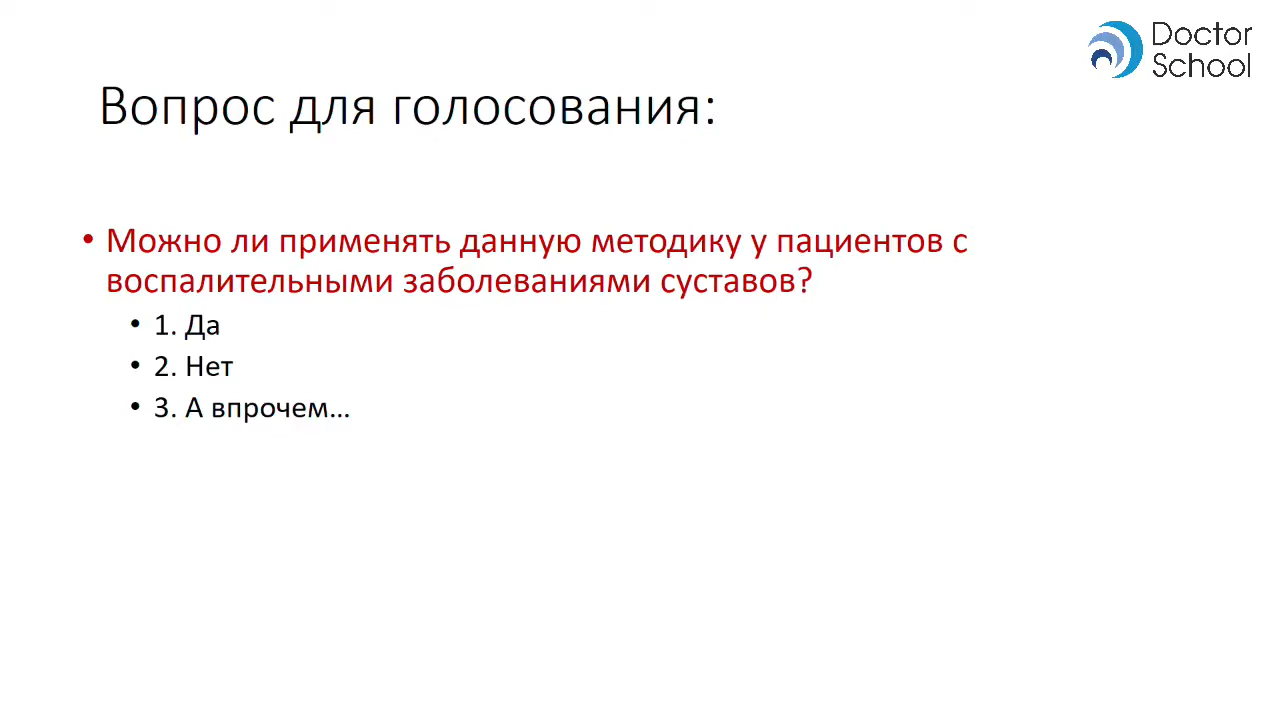 Doctor
School
Вопрос для голосования:
• Можно ли применять данную методику у пациентов с
воспалительными заболеваниями суставов?
• 1. Да
• 2. Нет
• 3. А впрочем…